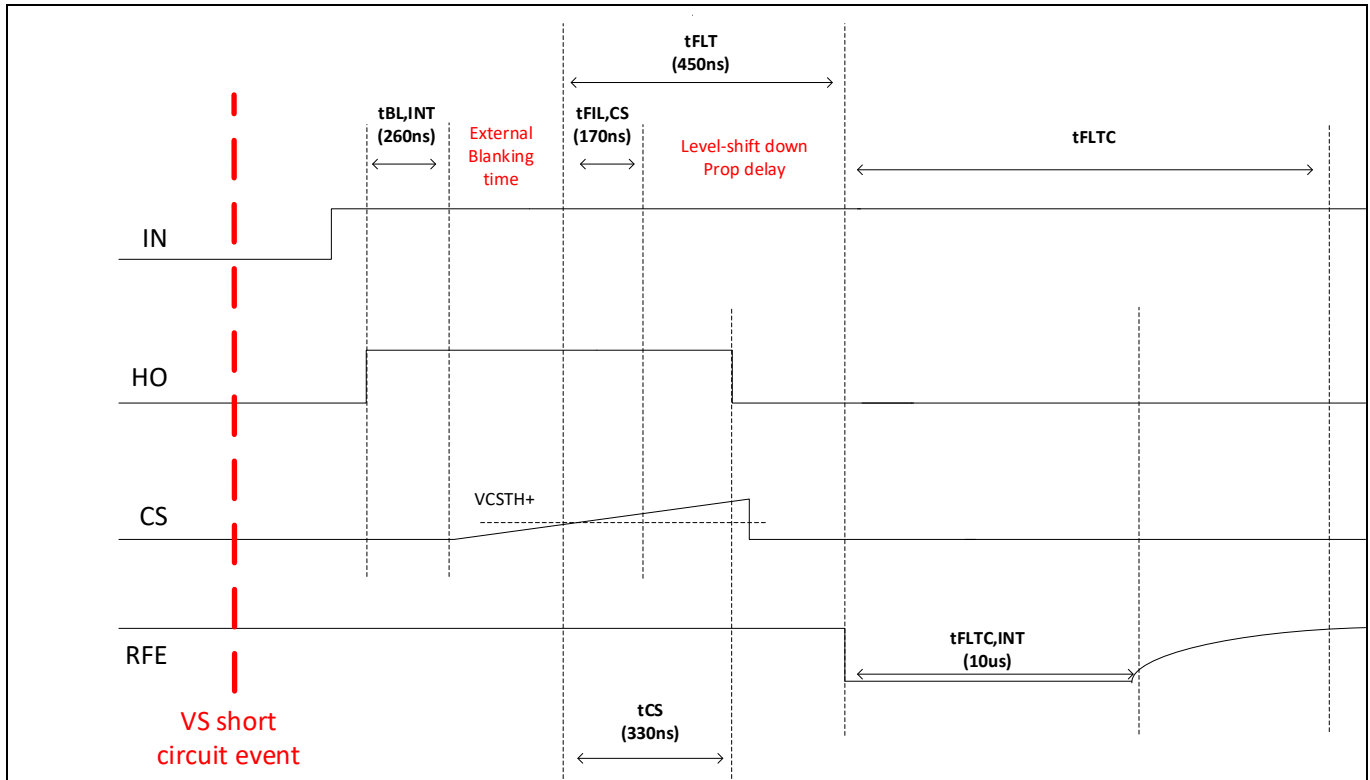 tFLT
(450ns)
tBL,INT
(260ns)
External
Blanking
time
tFIL,CS
(170ns)
Level-shift down
Prop delay
tFLTC
IN
HO
VCSTH+
CS
RFE
tFLTC,INT
(10us)
VS short
circuit event
tCS
(330ns)